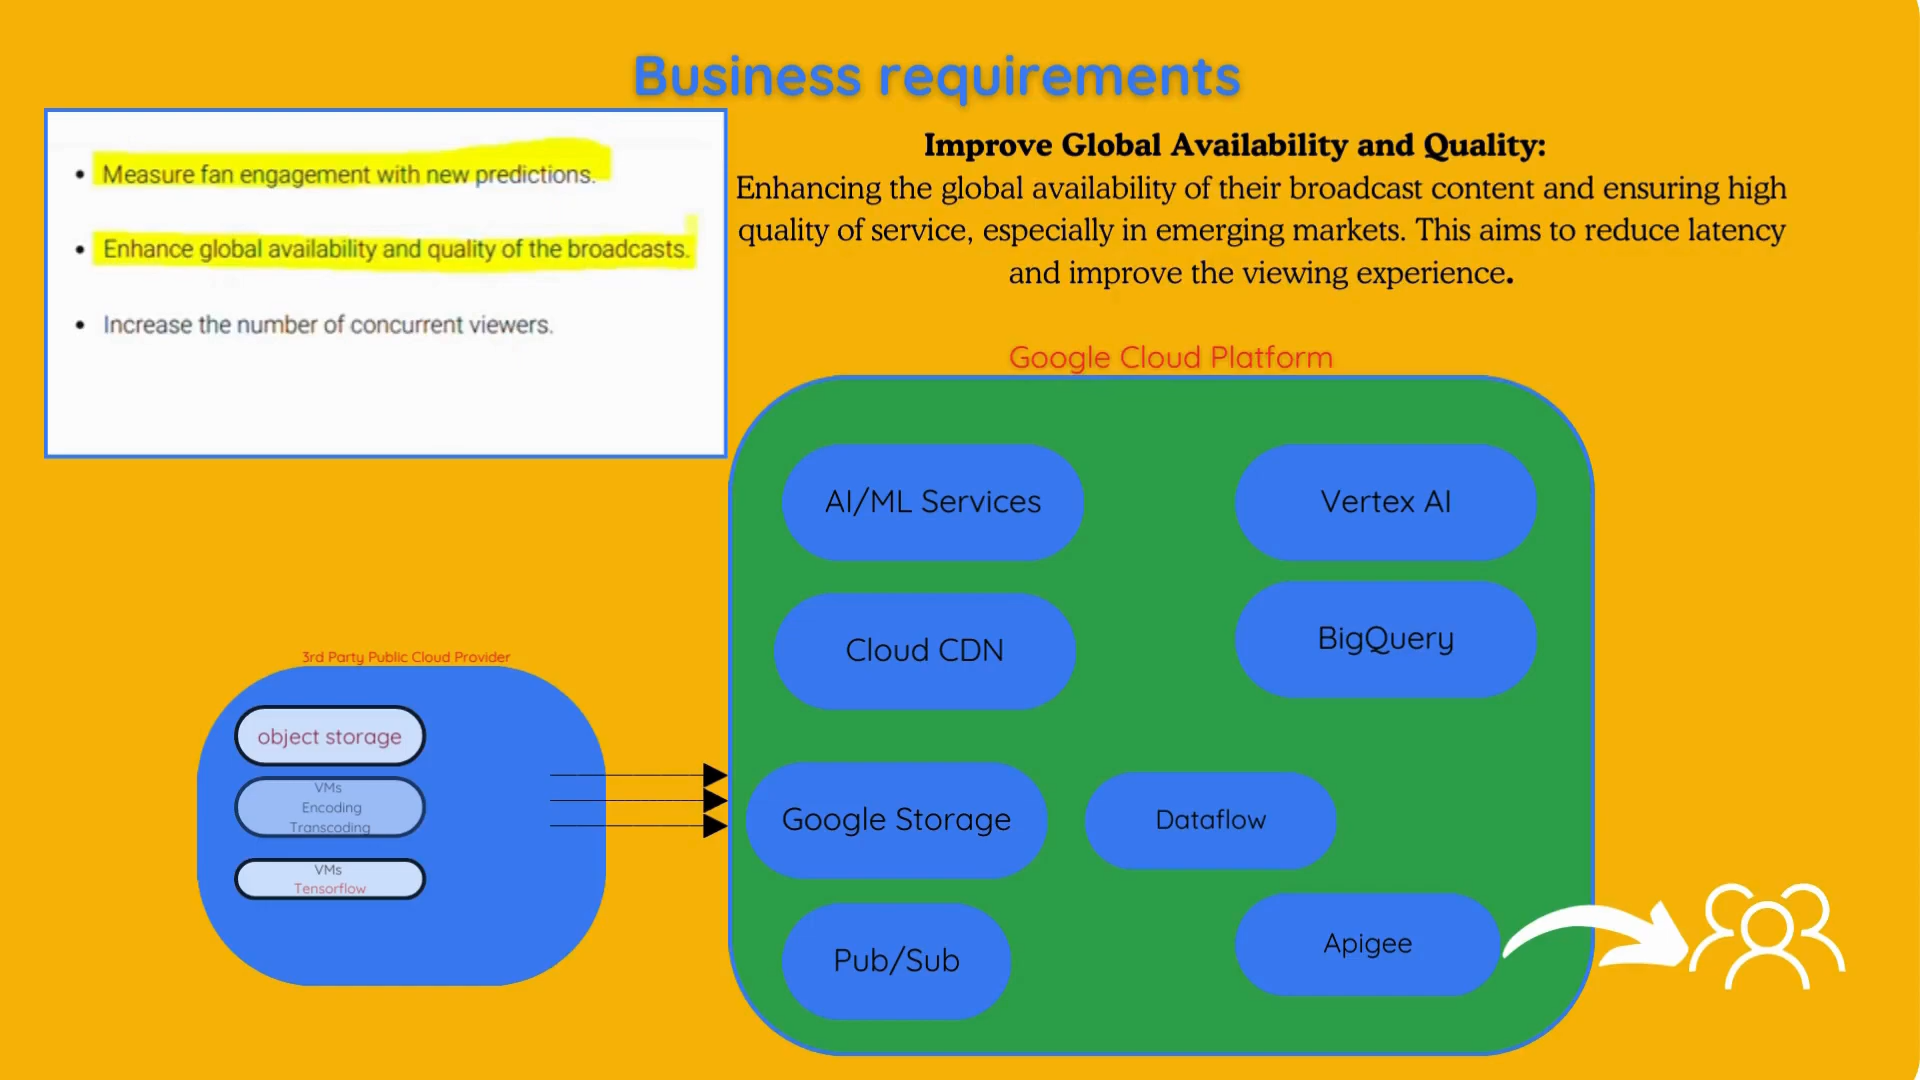 Business requirements
• Measure fan engagement with new predictions.
• Enhance global availability and quality of the broadcasts.
• Increase the number of concurrent viewers.
Improve Global Availability and Quality:
Enhancing the global availability of their broadcast content and ensuring high
quality of service, especially in emerging markets. This aims to reduce latency
and improve the viewing experience.
Google Cloud Platform
AI/ML Services
Vertex AI
Cloud CDN
BigQuery
3rd Party Public Cloud Provider
object storage
VMs
Encoding
Transcoding
VMs
Tensorflow
Google Storage
Dataflow
Pub/Sub
Apigee